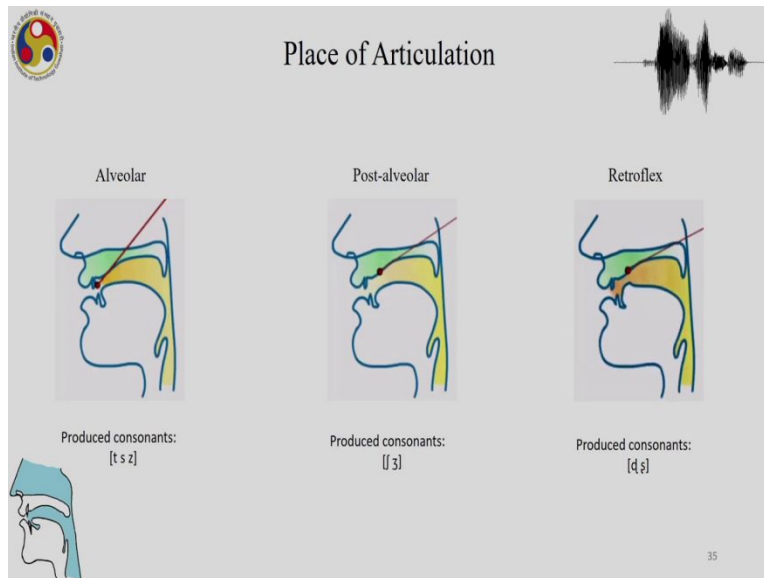 Place of Articulation
Alveolar
Post-alveolar
Retroflex
Produced consonants:
[t s z]
Produced consonants:
[ʃ ʒ]
Produced consonants:
[ɖ ʂ]
35